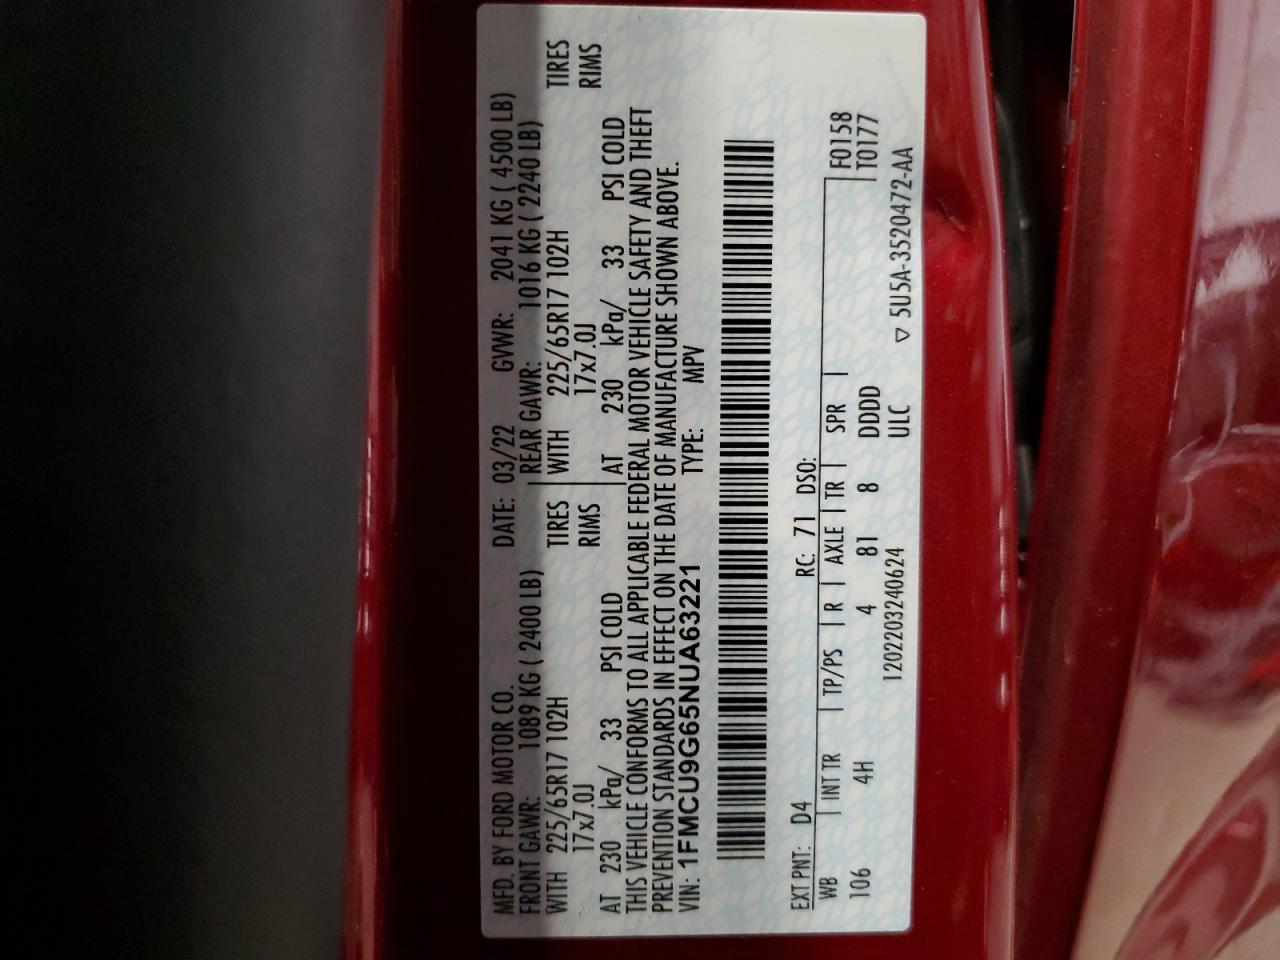 MFD. BY FORD MOTOR CO. DATE: 03/22 GVWR: 2041 KG ( 4500 LB)
FRONT GAWR: 1089 KG ( 2400 LB) REAR GAWR: 1016 KG ( 2240 LB)
WITH 225/65R17 102H TIRES WITH 225/65R17 102H TIRES
17x7.0J RIMS 17x7.0J RIMS
AT 230 kPa/ 33 PSI COLD AT 230 kPa/ 33 PSI COLD
THIS VEHICLE CONFORMS TO ALL APPLICABLE FEDERAL MOTOR VEHICLE SAFETY AND THEFT
PREVENTION STANDARDS IN EFFECT ON THE DATE OF MANUFACTURE SHOWN ABOVE.
VIN: 1FMCU9G65NUA63221 TYPE: MPV
EXT PNT: D4 RC: 71 DSO:
WB | INT TR | TP/PS | R | AXLE | TR | SPR | F0158
106 4H 4 81 8 DDDD T0177
1202203240624 ULC ▽ 5U5A-3520472-AA